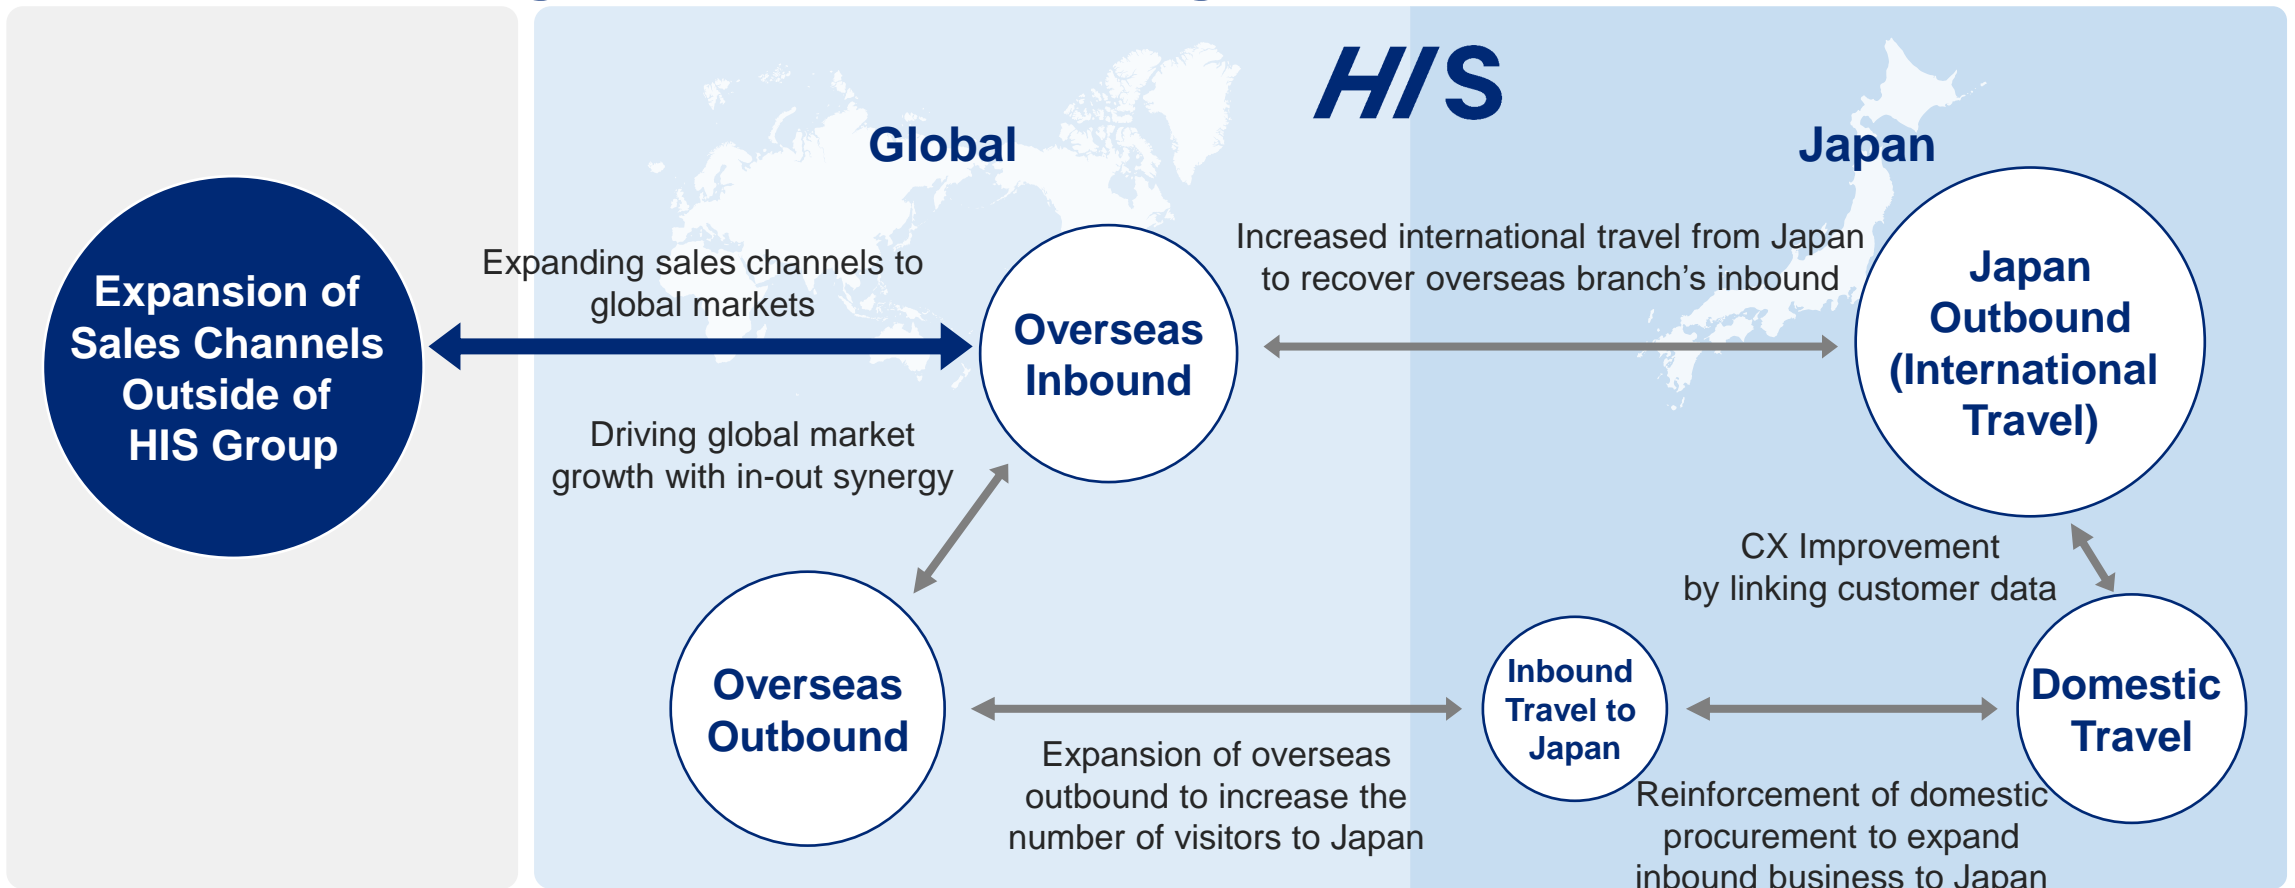 HIS
Global
Japan
Expansion of
Sales Channels
Outside of
HIS Group
Expanding sales channels to
global markets
Overseas
Inbound
Increased international travel from Japan
to recover overseas branch’s inbound
Japan
Outbound
(International
Travel)
Driving global market
growth with in-out synergy
CX Improvement
by linking customer data
Overseas
Outbound
Expansion of overseas
outbound to increase the
number of visitors to Japan
Inbound
Travel to
Japan
Domestic
Travel
Reinforcement of domestic
procurement to expand
inbound business to Japan